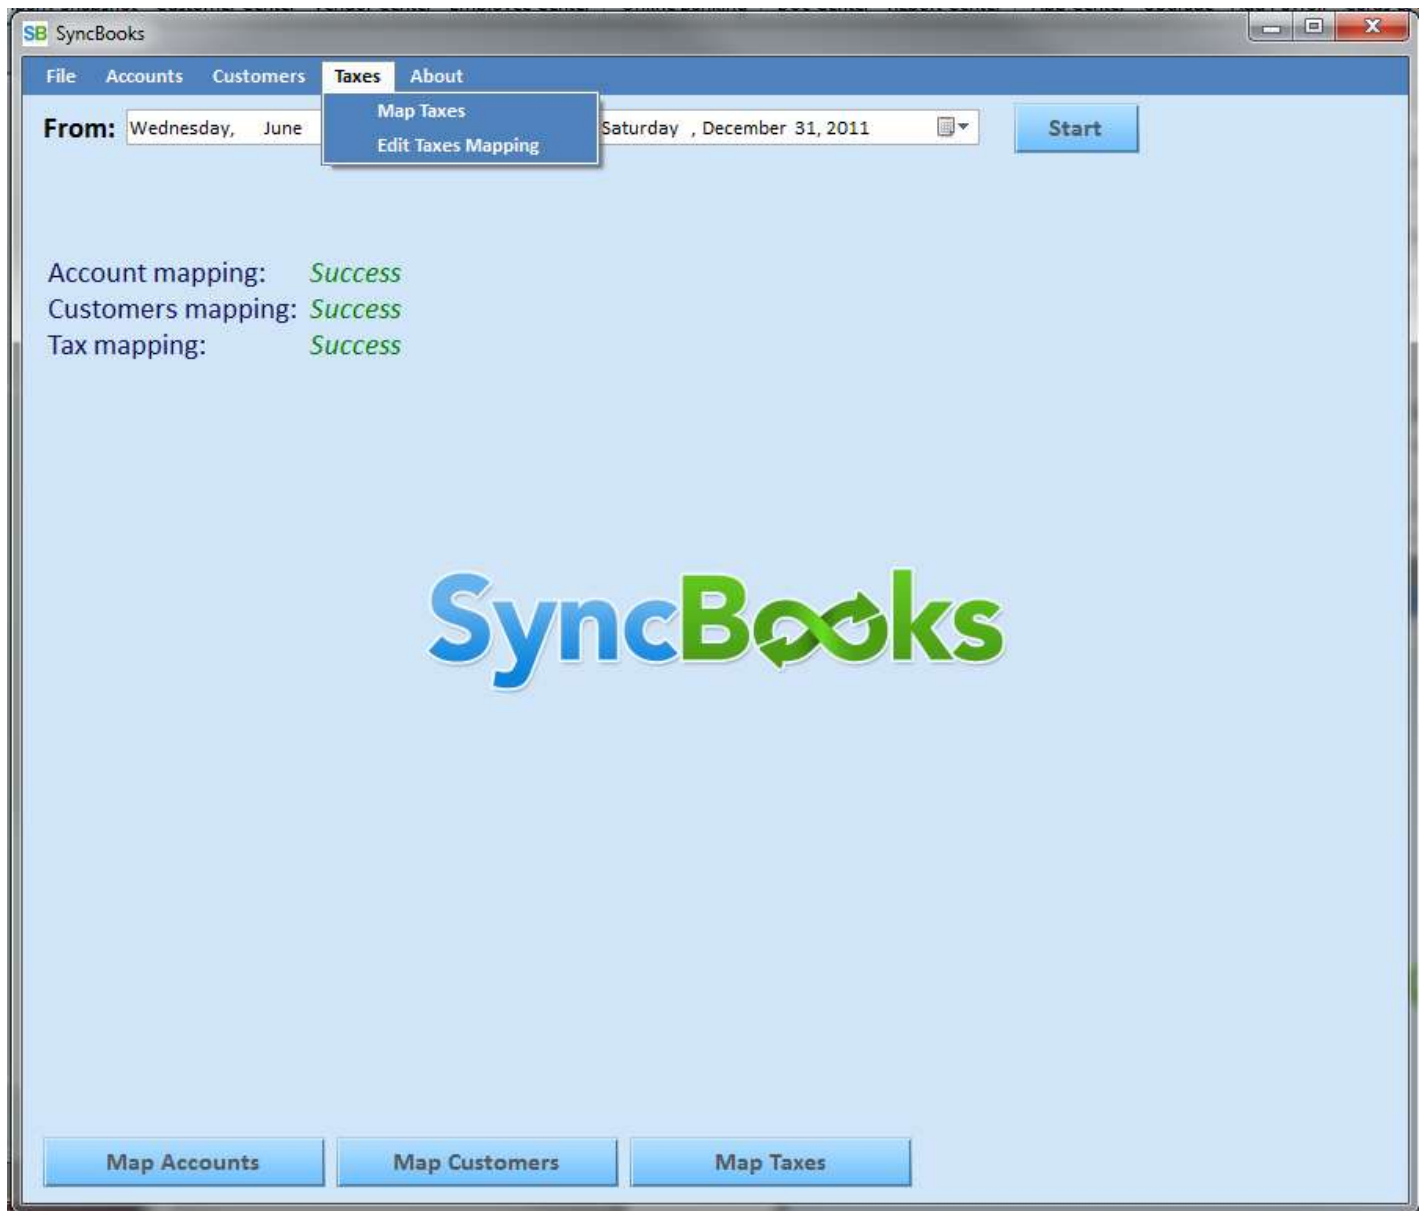 SB SyncBooks
File Accounts Customers Taxes About
Map Taxes
Edit Taxes Mapping
From: Wednesday, June
Saturday , December 31, 2011
Start
Account mapping: Success
Customers mapping: Success
Tax mapping: Success
SyncBooks
Map Accounts Map Customers Map Taxes